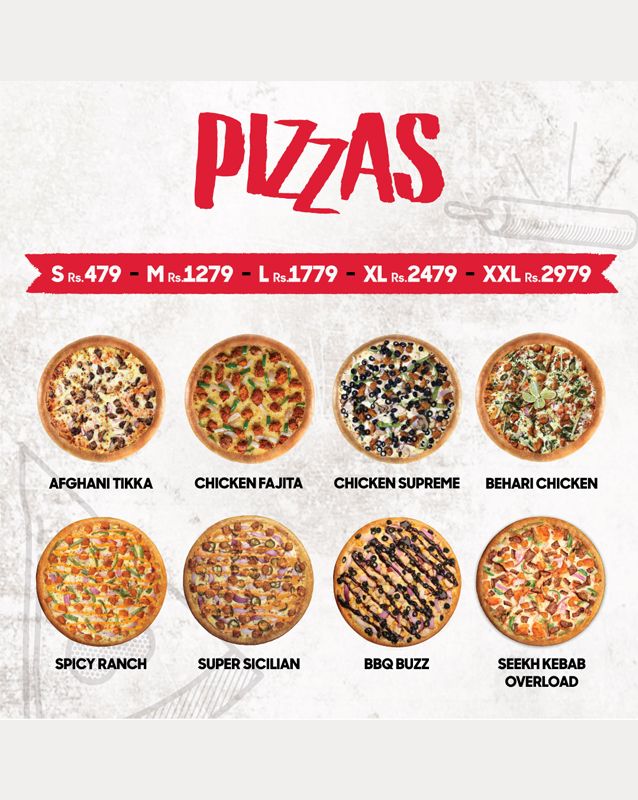 PIZZAS
S Rs.479 - M Rs.1279 - L Rs.1779 - XL Rs.2479 - XXL Rs.2979
AFGHANI TIKKA CHICKEN FAJITA CHICKEN SUPREME BEHARI CHICKEN
SPICY RANCH SUPER SICILIAN BBQ BUZZ SEEKH KEBAB
OVERLOAD